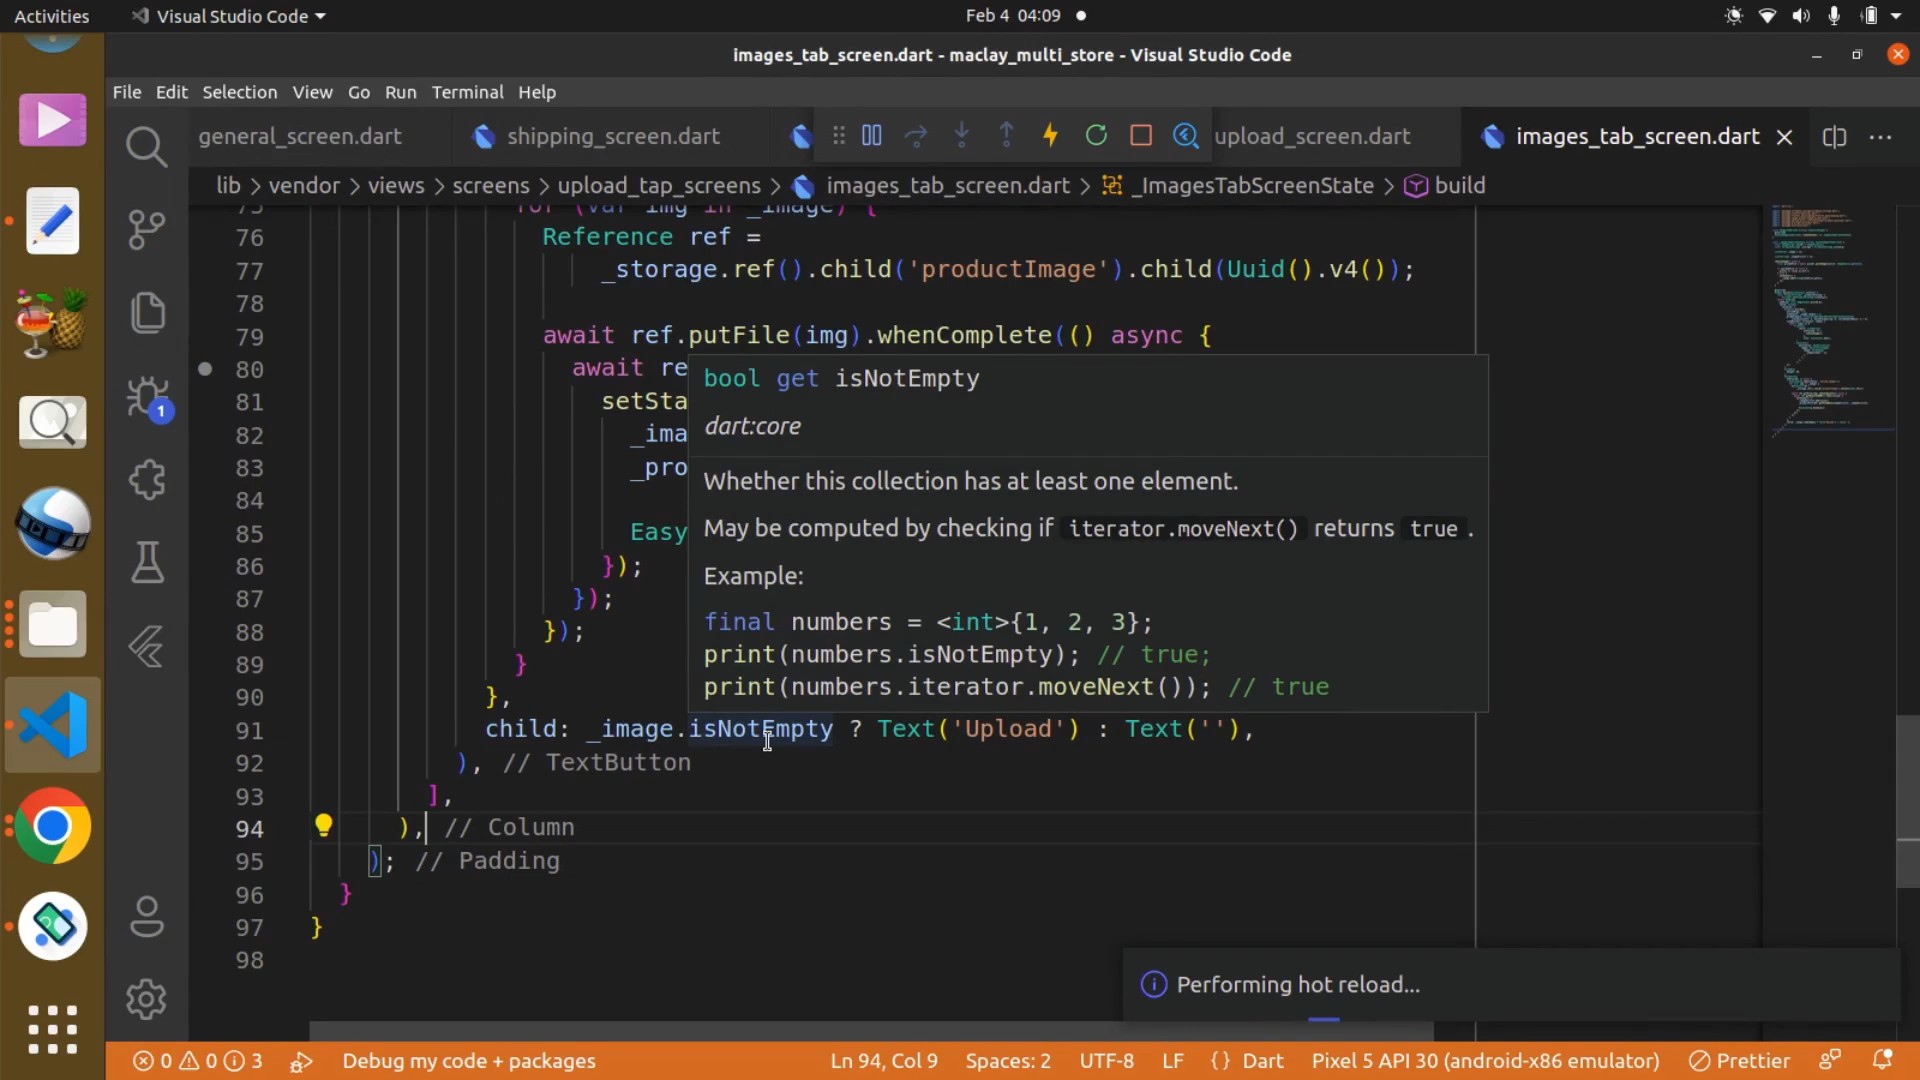 Activities
Visual Studio Code
Feb 4 04:09
images_tab_screen.dart - maclay_multi_store - Visual Studio Code
File Edit Selection View Go Run Terminal Help
general_screen.dart
shipping_screen.dart
upload_screen.dart
images_tab_screen.dart
lib > vendor > views > screens > upload_tap_screens > images_tab_screen.dart > _ImagesTabScreenState > build
75 for (var img in _image) {
76 Reference ref =
77 _storage.ref().child('productImage').child(Uuid().v4());
78
79 await ref.putFile(img).whenComplete(() async {
80 await re
81 setSta
82 _ima
83 _pro
84
85 Easy
86 });
87 });
88 });
89 }
90 },
91 child: _image.isNotEmpty ? Text('Upload') : Text(''),
92 ), // TextButton
93 ],
94 ), // Column
95 ); // Padding
96 }
97 }
98
bool get isNotEmpty
dart:core
Whether this collection has at least one element.
May be computed by checking if iterator.moveNext() returns true .
Example:
final numbers = <int>{1, 2, 3};
print(numbers.isNotEmpty); // true;
print(numbers.iterator.moveNext()); // true
1
Performing hot reload...
0 0 3
Debug my code + packages
Ln 94, Col 9
Spaces: 2
UTF-8
LF
{} Dart
Pixel 5 API 30 (android-x86 emulator)
Prettier